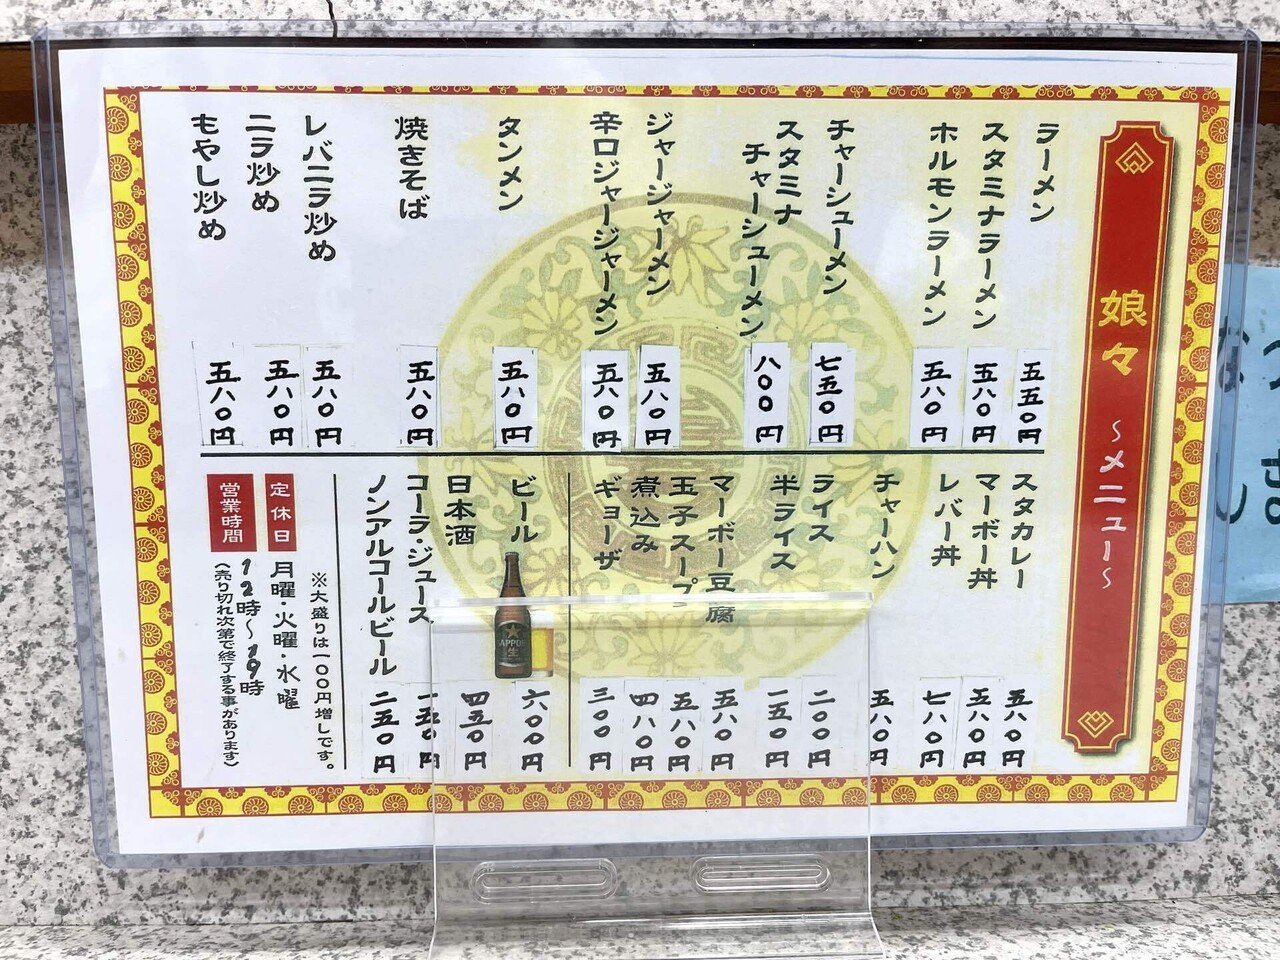 娘々 ～メニュー～
ラーメン 五五〇円
スタミナラーメン 五八〇円
ホルモンラーメン 五八〇円
チャーシューメン 七五〇円
スタミナ
チャーシューメン 八〇〇円
ジャージャーメン 五八〇円
辛口ジャージャーメン 五八〇円
タンメン 五八〇円
焼きそば 五八〇円
レバニラ炒め 五八〇円
ニラ炒め 五八〇円
もやし炒め 五八〇円
スタカレー 五八〇円
マーボー丼 五八〇円
レバー丼 七八〇円
チャーハン 五八〇円
ライス 二〇〇円
半ライス 一五〇円
マーボー豆腐 五八〇円
玉子スープ 五八〇円
煮込み 四八〇円
ギョーザ 三〇〇円
ビール 六〇〇円
日本酒 四五〇円
コーラ・ジュース 一五〇円
ノンアルコールビール 二五〇円
※大盛りは一〇〇円増しです。
定休日 月曜・火曜・水曜
営業時間 12時～19時
(売り切れ次第で終了する事があります)